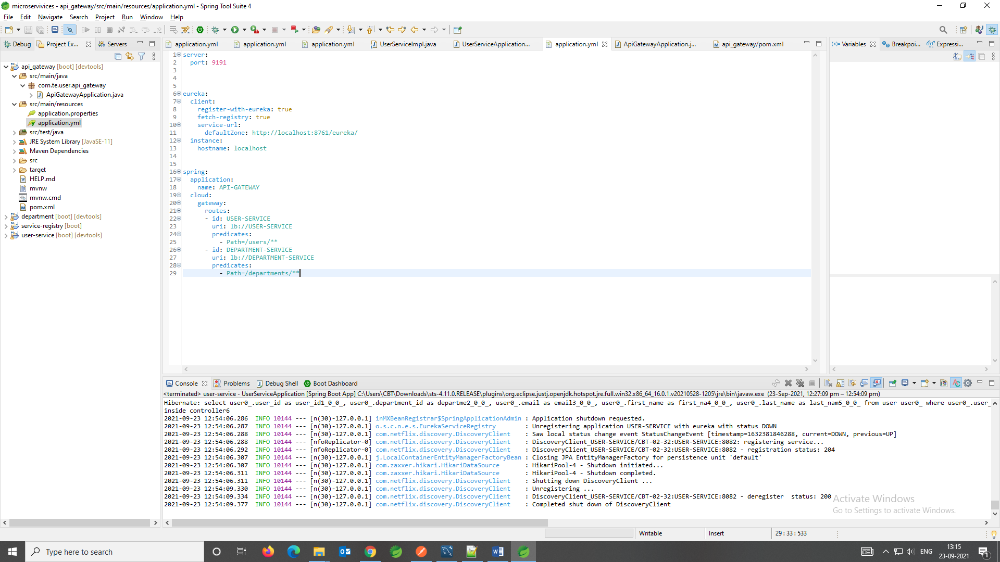 microservivices - api_gateway/src/main/resources/application.yml - Spring Tool Suite 4
File Edit Navigate Search Project Run Window Help
Debug Project Ex... Servers
application.yml application.yml application.yml UserServiceImpl.java UserServiceApplication... application.yml ApiGatewayApplication.j... api_gateway/pom.xml
(x)= Variables Breakpoi... Expressi...
api_gateway [boot] [devtools]
src/main/java
com.te.user.api_gateway
ApiGatewayApplication.java
src/main/resources
application.properties
application.yml
src/test/java
JRE System Library [JavaSE-11]
Maven Dependencies
src
target
HELP.md
mvnw
mvnw.cmd
pom.xml
department [boot] [devtools]
service-registry [boot]
user-service [boot] [devtools]
1 server:
2 port: 9191
3
4
5
6 eureka:
7 client:
8 register-with-eureka: true
9 fetch-registry: true
10 service-url:
11 defaultZone: http://localhost:8761/eureka/
12 instance:
13 hostname: localhost
14
15
16 spring:
17 application:
18 name: API-GATEWAY
19 cloud:
20 gateway:
21 routes:
22 - id: USER-SERVICE
23 uri: lb://USER-SERVICE
24 predicates:
25 - Path=/users/**
26 - id: DEPARTMENT-SERVICE
27 uri: lb://DEPARTMENT-SERVICE
28 predicates:
29 - Path=/departments/**
Console Problems Debug Shell Boot Dashboard
<terminated> user-service - UserServiceApplication [Spring Boot App] C:\Users\CBT\Downloads\sts-4.11.0.RELEASE\plugins\org.eclipse.justj.openjdk.hotspot.jre.full.win32.x86_64_16.0.1.v20210528-1205\jre\bin\javaw.exe (23-Sep-2021, 12:27:09 pm – 12:54:09 pm)
Hibernate: select user0_.user_id as user_id1_0_0_, user0_.department_id as departme2_0_0_, user0_.email as email3_0_0_, user0_.first_name as first_na4_0_0_, user0_.last_name as last_nam5_0_0_ from user user0_ where user0_.user_
inside controller6
2021-09-23 12:54:06.286 INFO 10144 --- [n(30)-127.0.0.1] inMXBeanRegistrar$SpringApplicationAdmin : Application shutdown requested.
2021-09-23 12:54:06.287 INFO 10144 --- [n(30)-127.0.0.1] o.s.c.n.e.s.EurekaServiceRegistry : Unregistering application USER-SERVICE with eureka with status DOWN
2021-09-23 12:54:06.288 INFO 10144 --- [n(30)-127.0.0.1] com.netflix.discovery.DiscoveryClient : Saw local status change event StatusChangeEvent [timestamp=1632381846288, current=DOWN, previous=UP]
2021-09-23 12:54:06.288 INFO 10144 --- [nfoReplicator-0] com.netflix.discovery.DiscoveryClient : DiscoveryClient_USER-SERVICE/CBT-02-32:USER-SERVICE:8082: registering service...
2021-09-23 12:54:06.292 INFO 10144 --- [nfoReplicator-0] com.netflix.discovery.DiscoveryClient : DiscoveryClient_USER-SERVICE/CBT-02-32:USER-SERVICE:8082 - registration status: 204
2021-09-23 12:54:06.307 INFO 10144 --- [n(30)-127.0.0.1] j.LocalContainerEntityManagerFactoryBean : Closing JPA EntityManagerFactory for persistence unit 'default'
2021-09-23 12:54:06.307 INFO 10144 --- [n(30)-127.0.0.1] com.zaxxer.hikari.HikariDataSource : HikariPool-4 - Shutdown initiated...
2021-09-23 12:54:06.311 INFO 10144 --- [n(30)-127.0.0.1] com.zaxxer.hikari.HikariDataSource : HikariPool-4 - Shutdown completed.
2021-09-23 12:54:06.311 INFO 10144 --- [n(30)-127.0.0.1] com.netflix.discovery.DiscoveryClient : Shutting down DiscoveryClient ...
2021-09-23 12:54:09.330 INFO 10144 --- [n(30)-127.0.0.1] com.netflix.discovery.DiscoveryClient : Unregistering ...
2021-09-23 12:54:09.334 INFO 10144 --- [n(30)-127.0.0.1] com.netflix.discovery.DiscoveryClient : DiscoveryClient_USER-SERVICE/CBT-02-32:USER-SERVICE:8082 - deregister status: 200
2021-09-23 12:54:09.377 INFO 10144 --- [n(30)-127.0.0.1] com.netflix.discovery.DiscoveryClient : Completed shut down of DiscoveryClient
Activate Windows
Go to Settings to activate Windows.
Writable Insert 29 : 33 : 533
Type here to search
ENG
13:15
23-09-2021
1